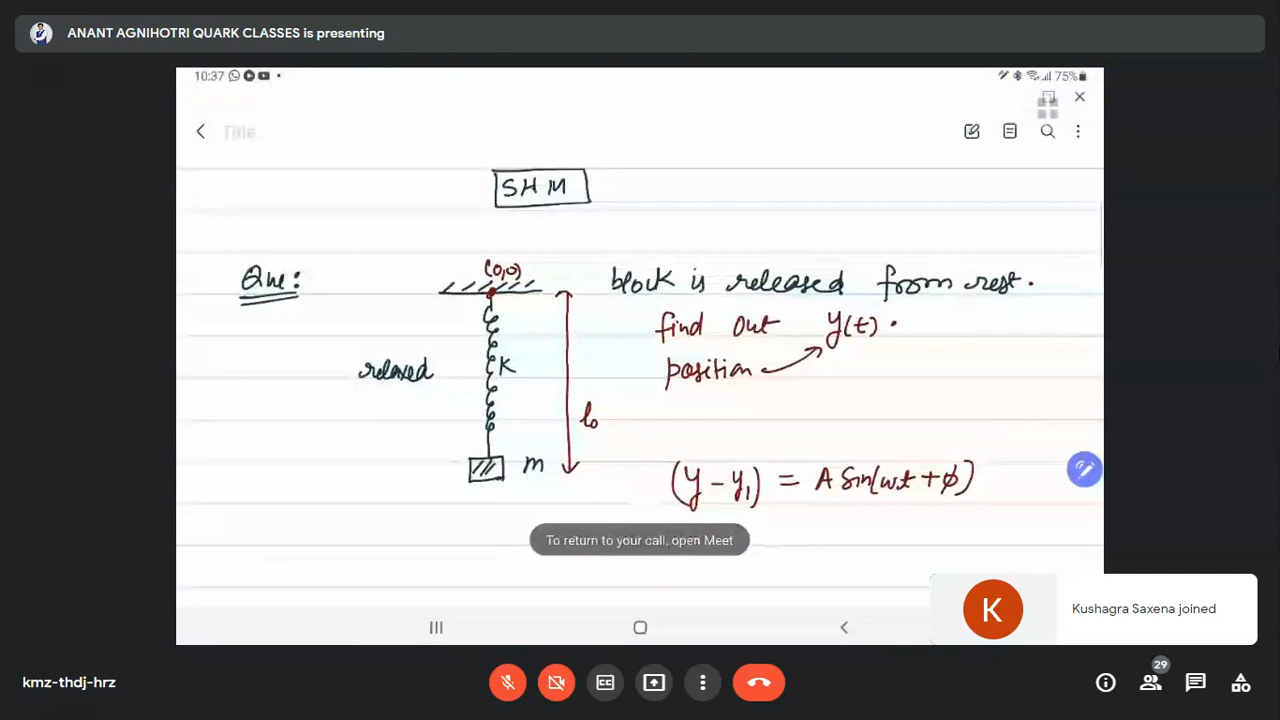 ANANT AGNIHOTRI QUARK CLASSES is presenting
10:37
75%
Title
SHM
Que:
(0,0)
block is released from rest.
find out y(t).
relaxed
K
position
l₀
m
(y - y₁) = A Sin(ωt + φ)
To return to your call, open Meet
K
Kushagra Saxena joined
kmz-thdj-hrz
29